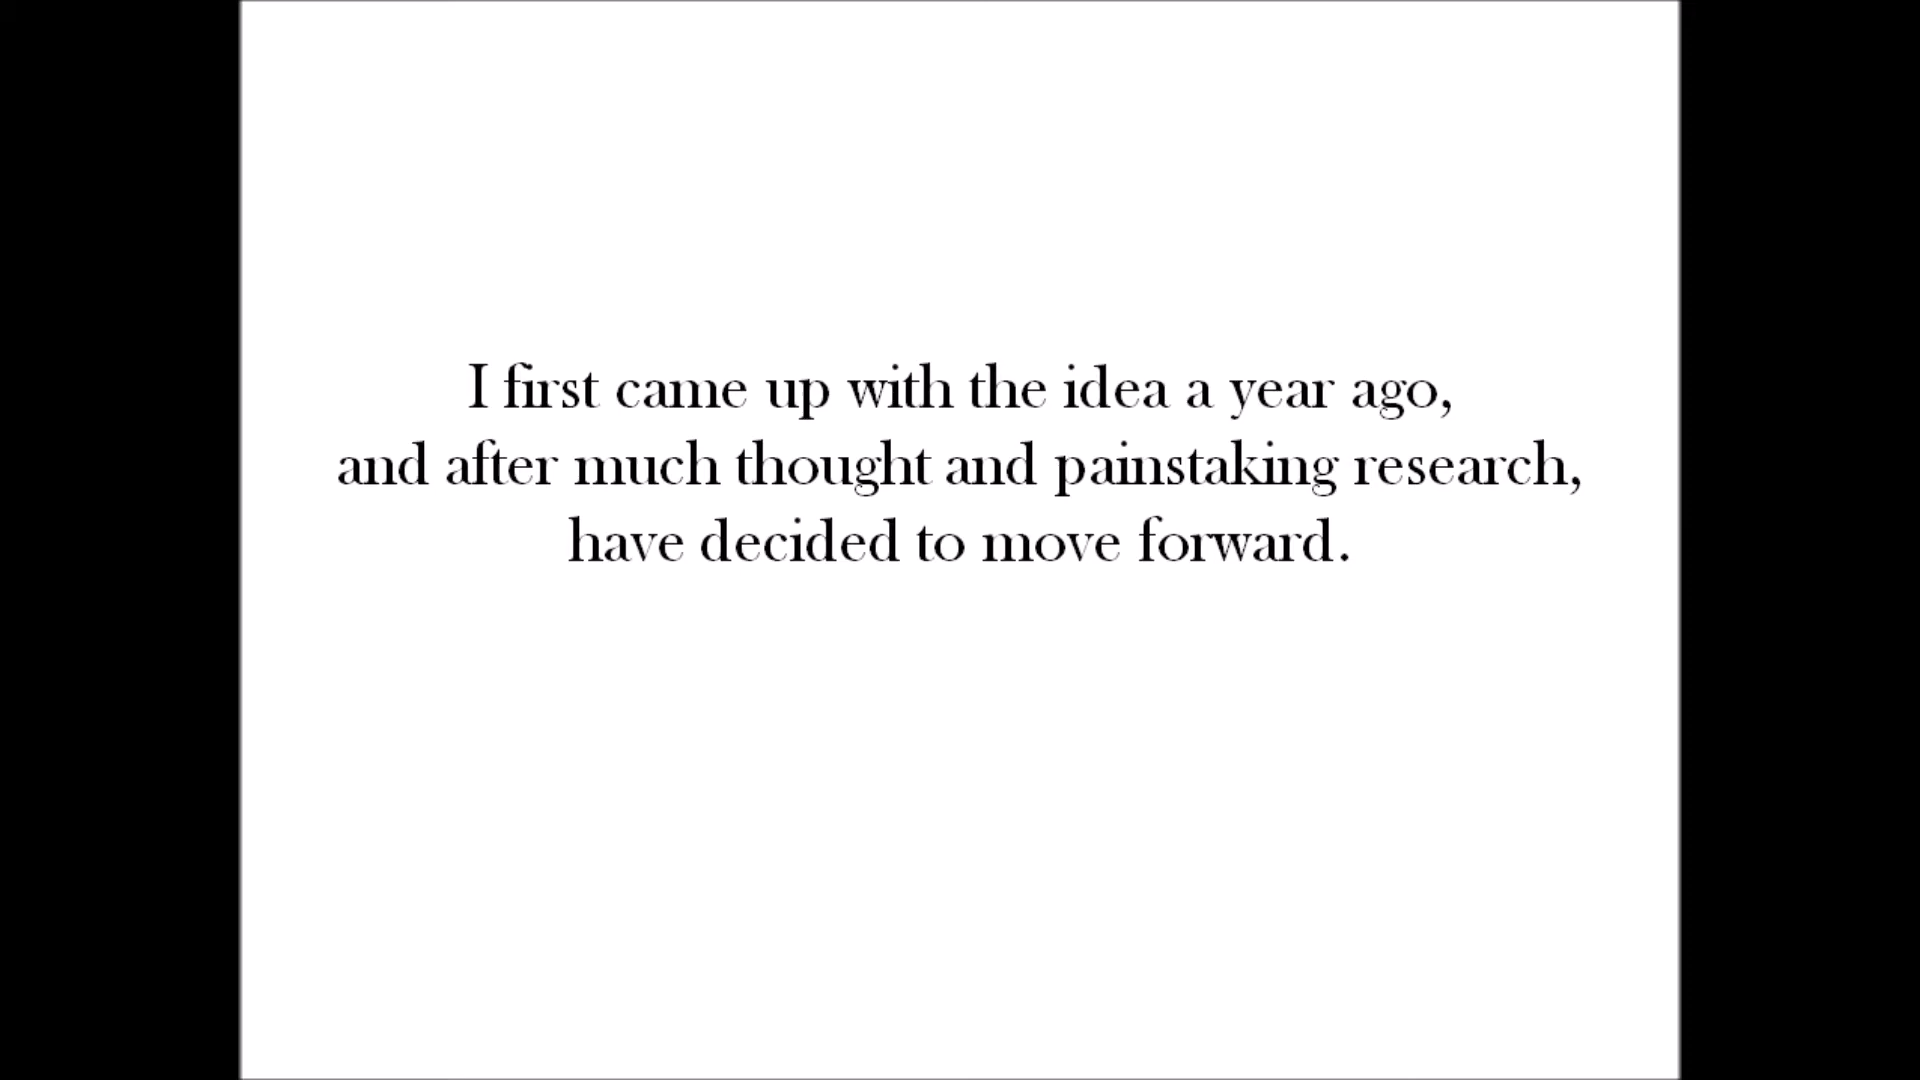 I first came up with the idea a year ago,
and after much thought and painstaking research,
have decided to move forward.